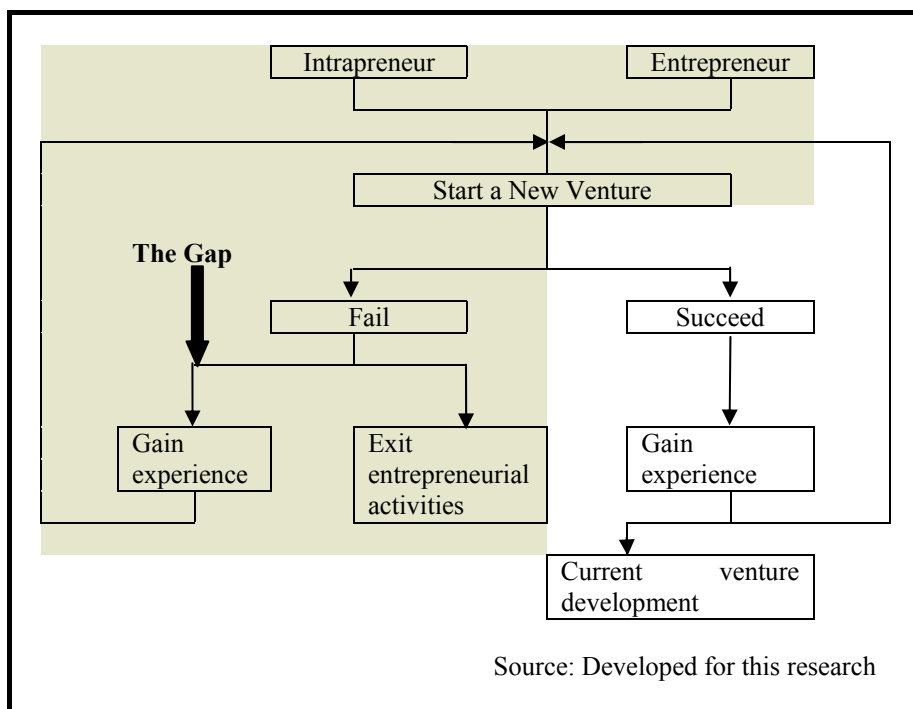 Intrapreneur
Entrepreneur
Start a New Venture
The Gap
Fail
Succeed
Gain
experience
Exit
entrepreneurial
activities
Gain
experience
Current venture
development
Source: Developed for this research